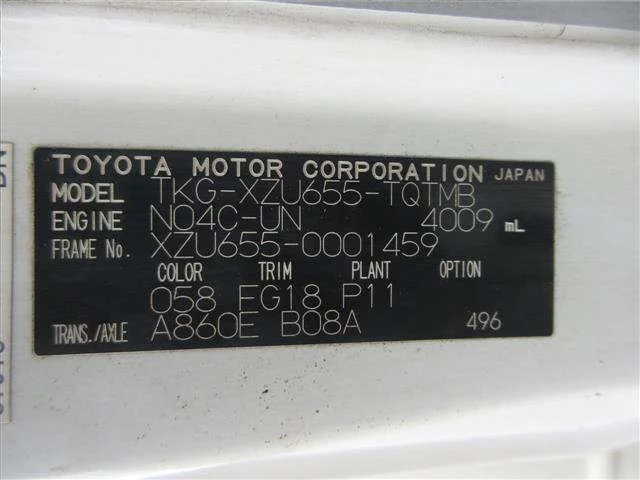 TOYOTA MOTOR CORPORATION JAPAN
MODEL TKG-XZU655-TQTMB
ENGINE N04C-UN 4009 mL
FRAME No. XZU655-0001459
COLOR TRIM PLANT OPTION
058 FG18 P11
TRANS./AXLE A860E B08A 496